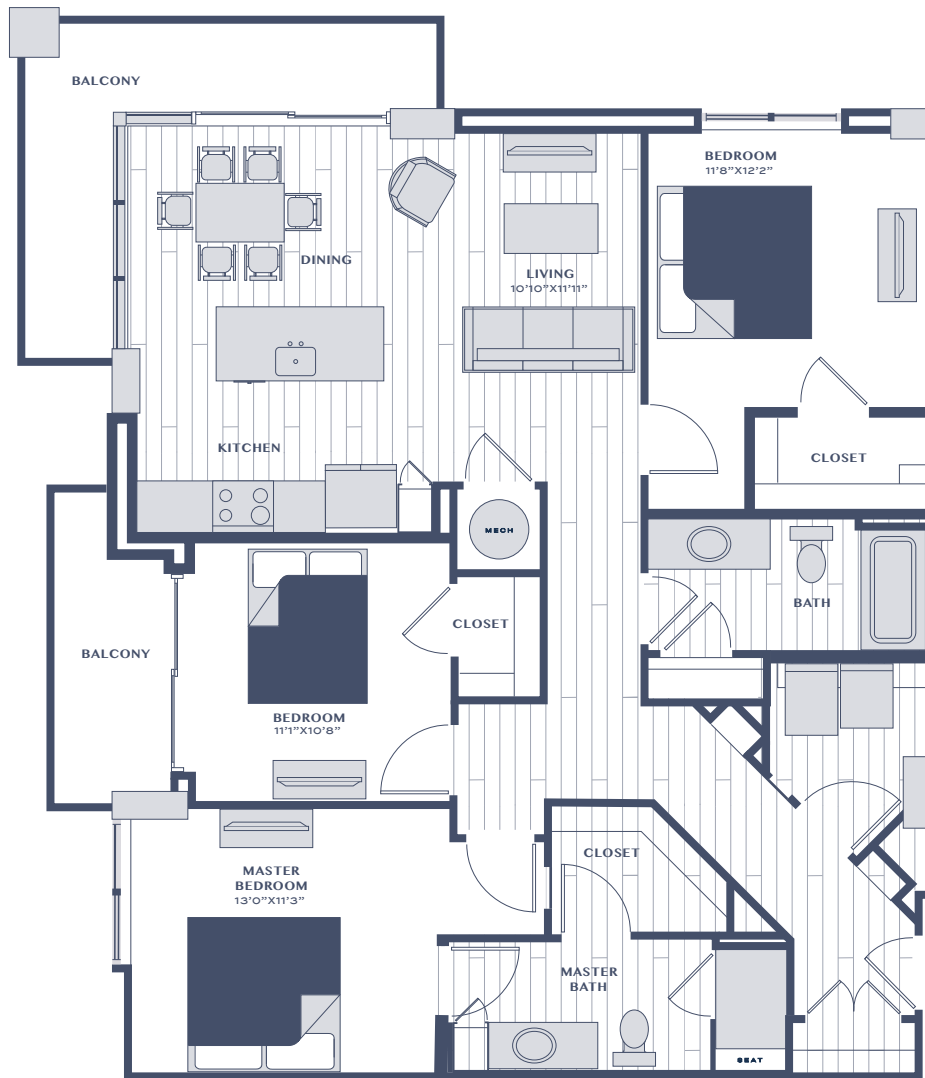 BALCONY
BEDROOM
11'8"X12'2"
DINING
LIVING
10'10"X11'11"
KITCHEN
CLOSET
MECH
BATH
CLOSET
BALCONY
BEDROOM
11'1"X10'8"
CLOSET
MASTER
BEDROOM
13'0"X11'3"
MASTER
BATH
SEAT